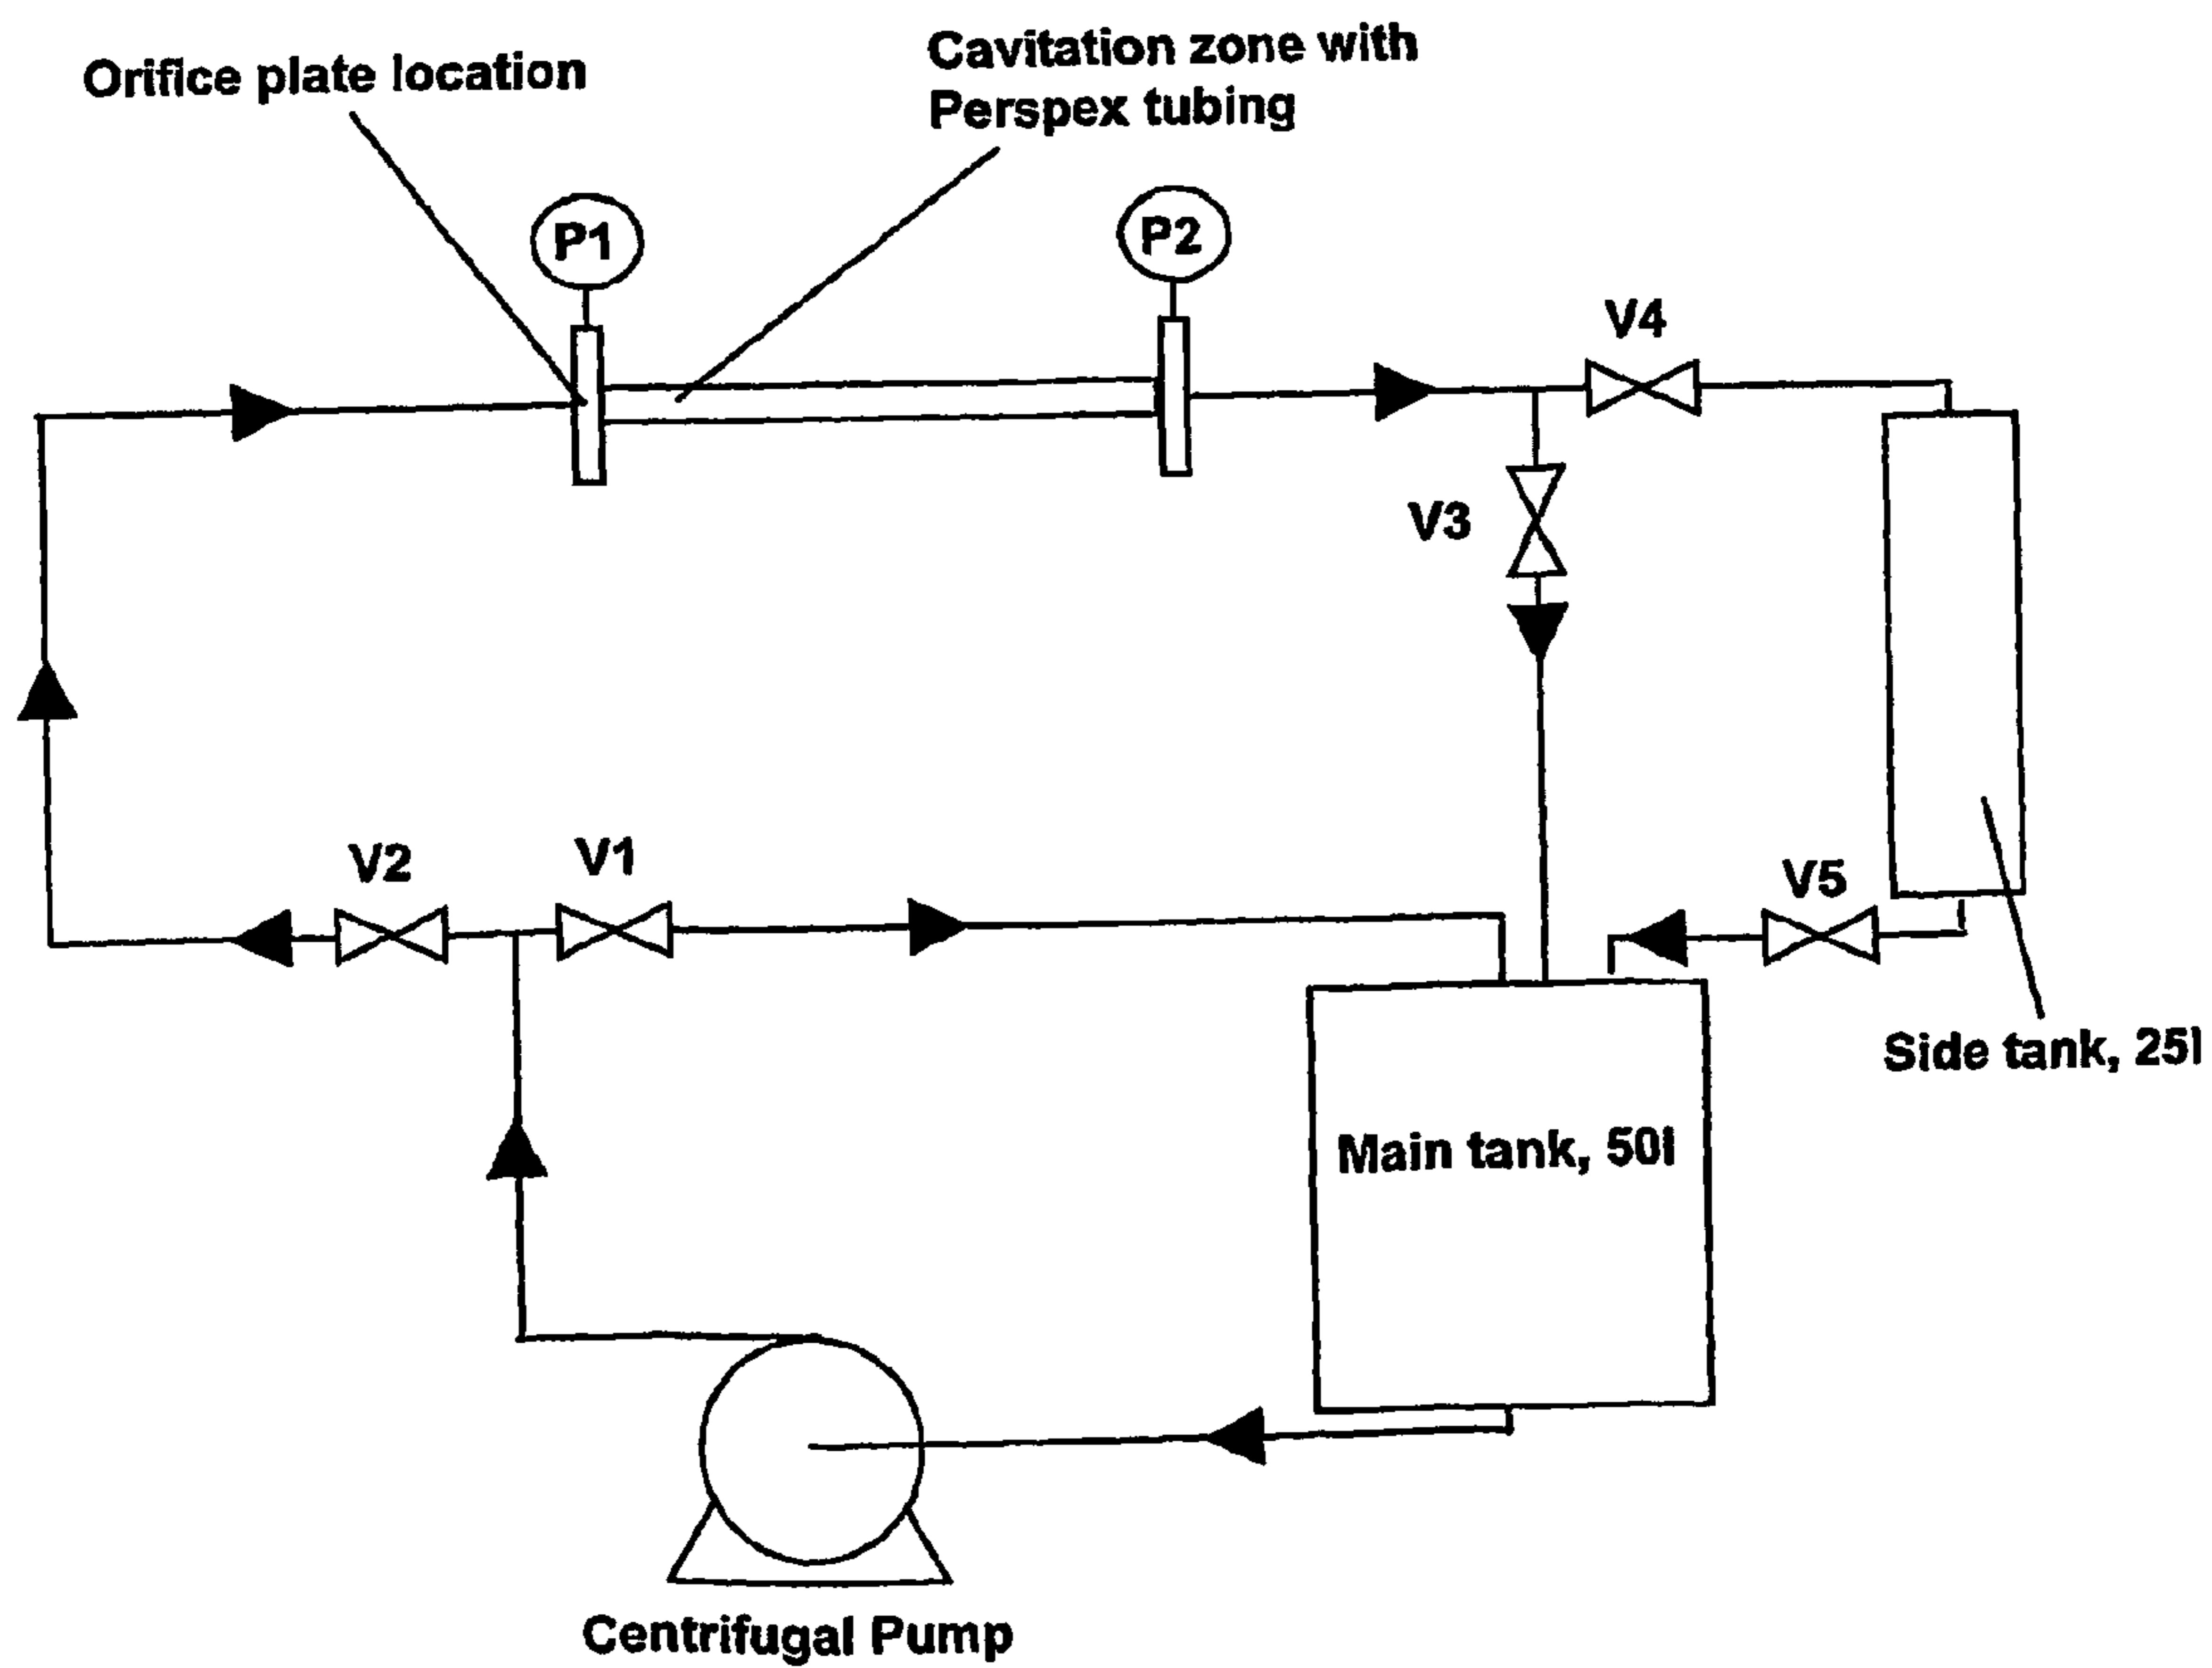 Orifice plate location
Cavitation zone with
Perspex tubing
P1
P2
V4
V3
V2
V1
V5
Side tank, 25l
Main tank, 50l
Centrifugal Pump